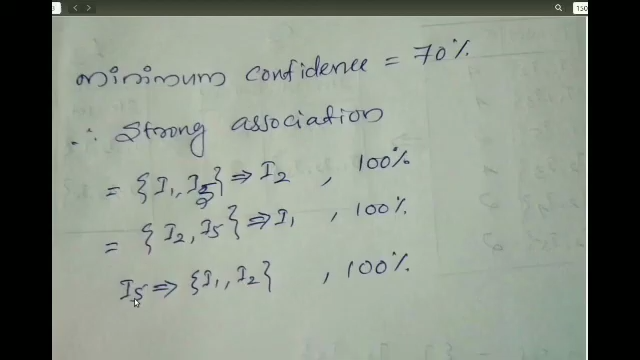 minimum confidence = 70%
∴ Strong association
= {I₁, I₅} ⇒ I₂ , 100%
= {I₂, I₅} ⇒ I₁ , 100%
I₅ ⇒ {I₁, I₂} , 100%